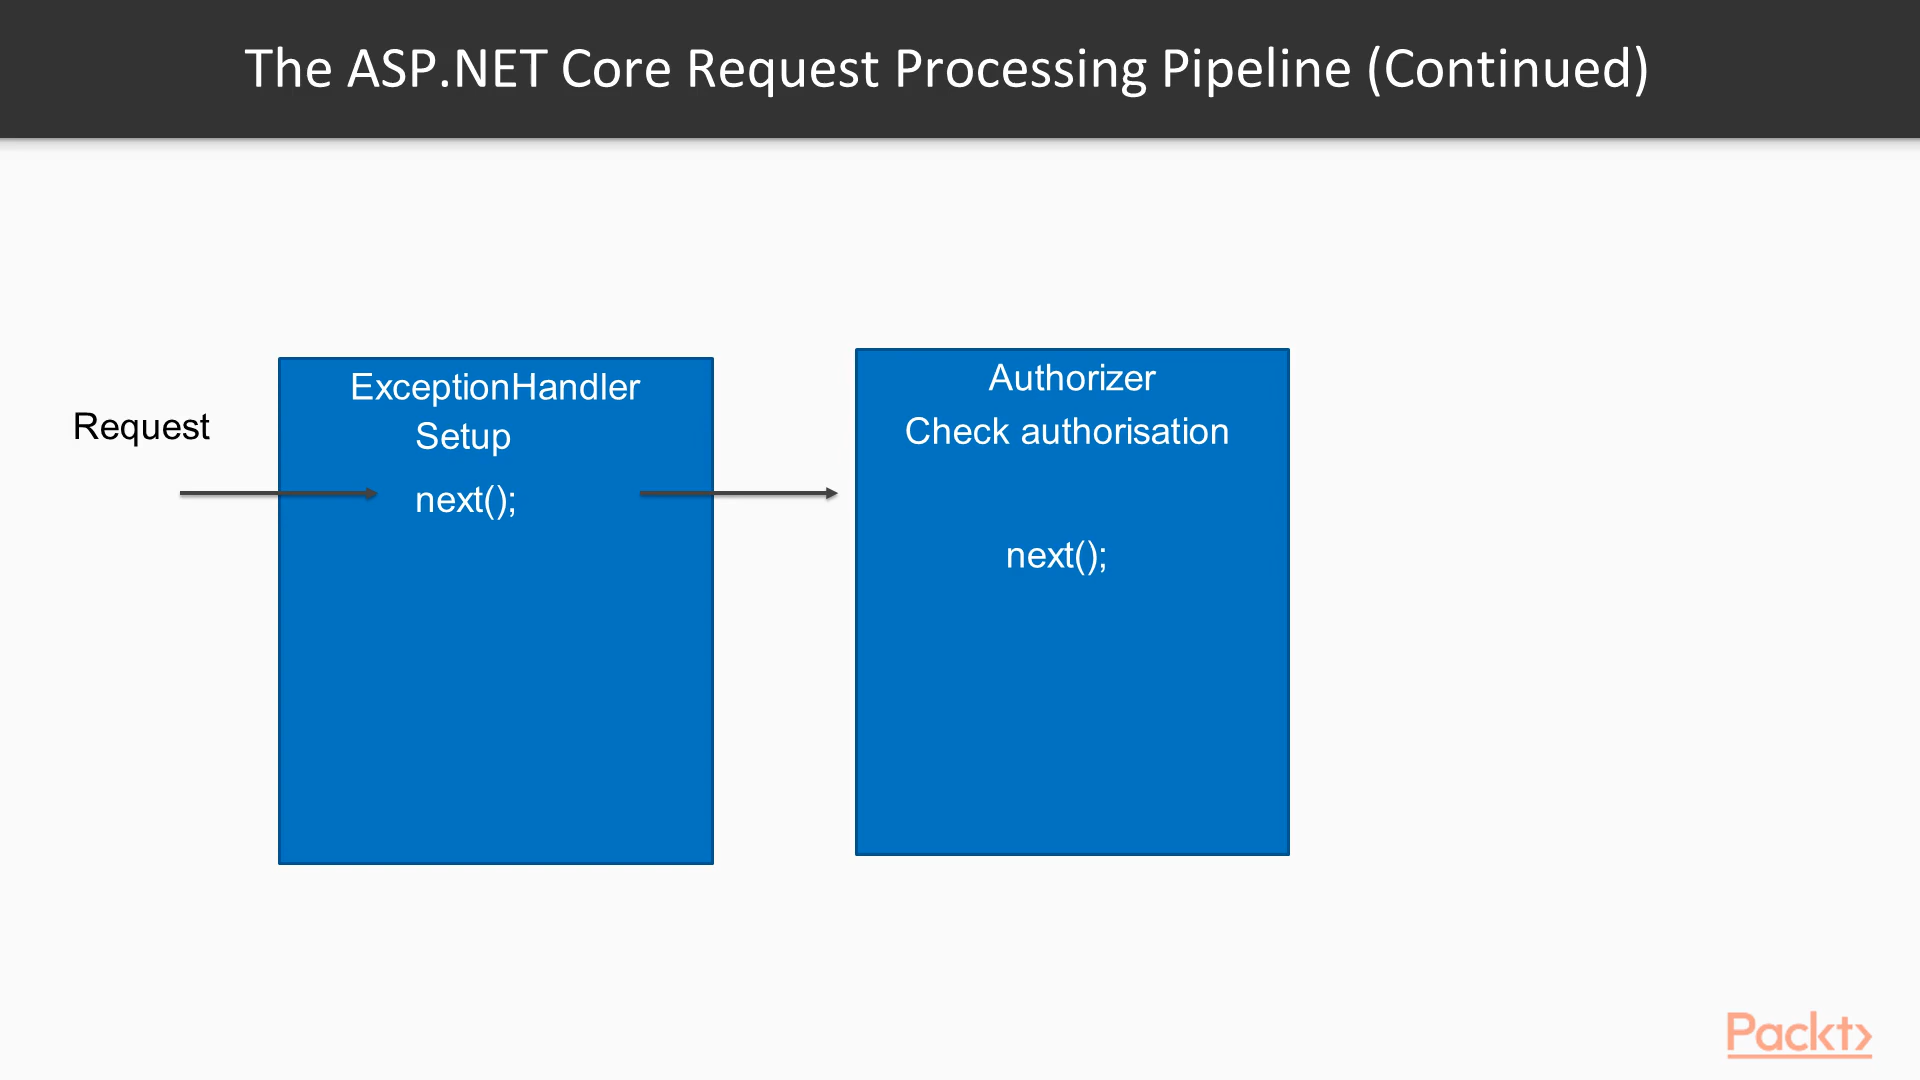 The ASP.NET Core Request Processing Pipeline (Continued)
Request
ExceptionHandler
Setup
next();
Authorizer
Check authorisation
next();
Packt